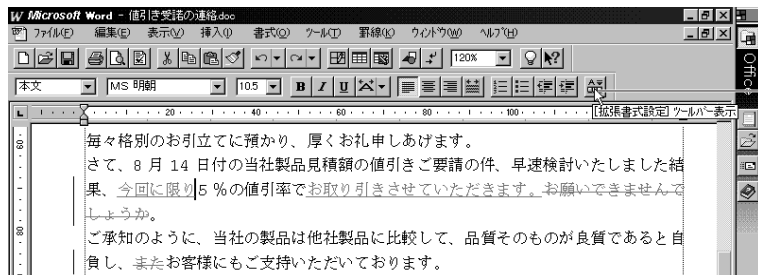 Microsoft Word - 値引き受諾の連絡.doc
ファイル(F) 編集(E) 表示(V) 挿入(I) 書式(O) ツール(T) 罫線(K) ウィンドウ(W) ヘルプ(H)
120%
本文 MS 明朝 10.5 B I U
[拡張書式設定] ツールバー表示
Office
20 40 60 80 100
毎々格別のお引立てに預かり、厚くお礼申しあげます。
さて、8 月 14 日付の当社製品見積額の値引きご要請の件、早速検討いたしました結
果、今回に限り5 %の値引率でお取り引きさせていただきます。お願いできませんで
しょうか。
ご承知のように、当社の製品は他社製品に比較して、品質そのものが良質であると自
負し、またお客様にもご支持いただいております。